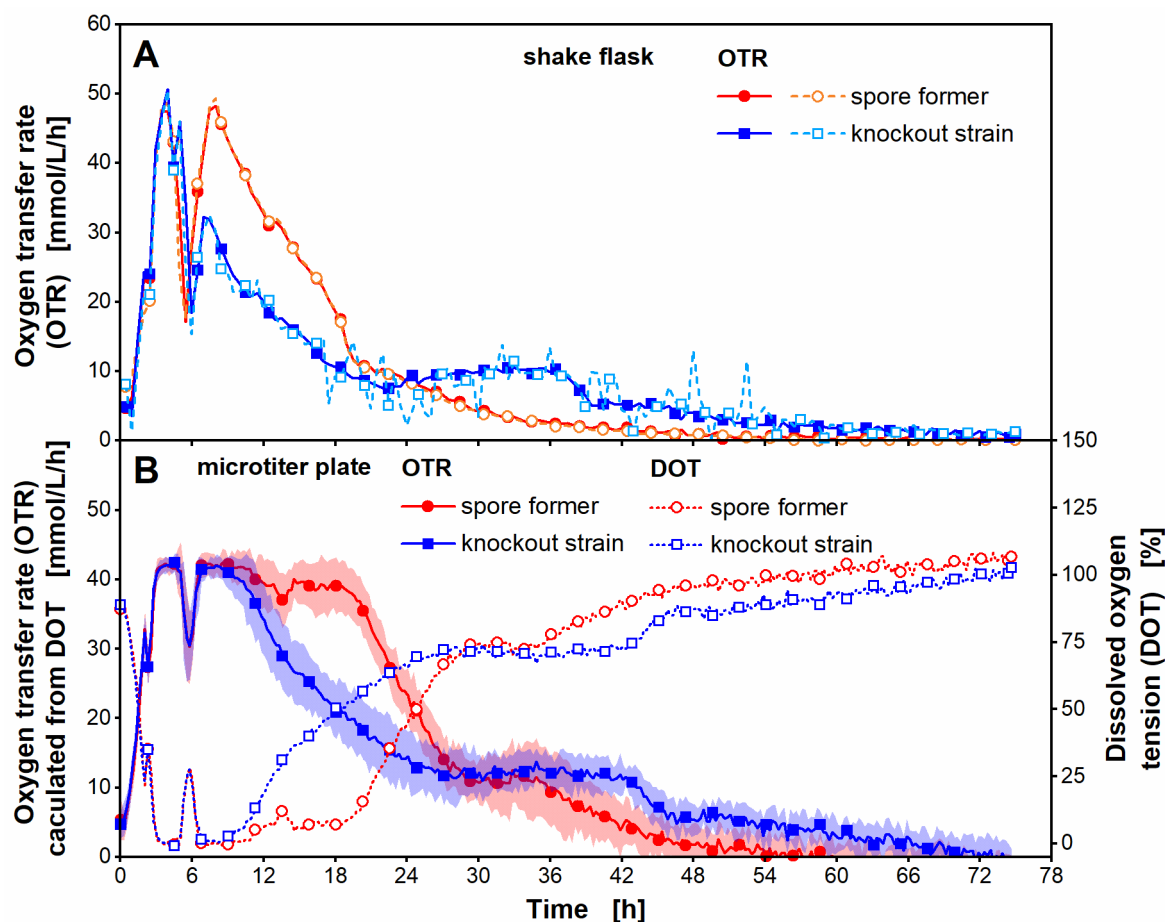 60
50
40
30
20
10
0
Oxygen transfer rate
(OTR) [mmol/L/h]
A
shake flask OTR
spore former
knockout strain
150
125
100
75
50
25
0
Dissolved oxygen
tension (DOT) [%]
B microtiter plate OTR DOT
spore former spore former
knockout strain knockout strain
50
40
30
20
10
0
Oxygen transfer rate (OTR)
caculated from DOT [mmol/L/h]
0 6 12 18 24 30 36 42 48 54 60 66 72 78
Time [h]